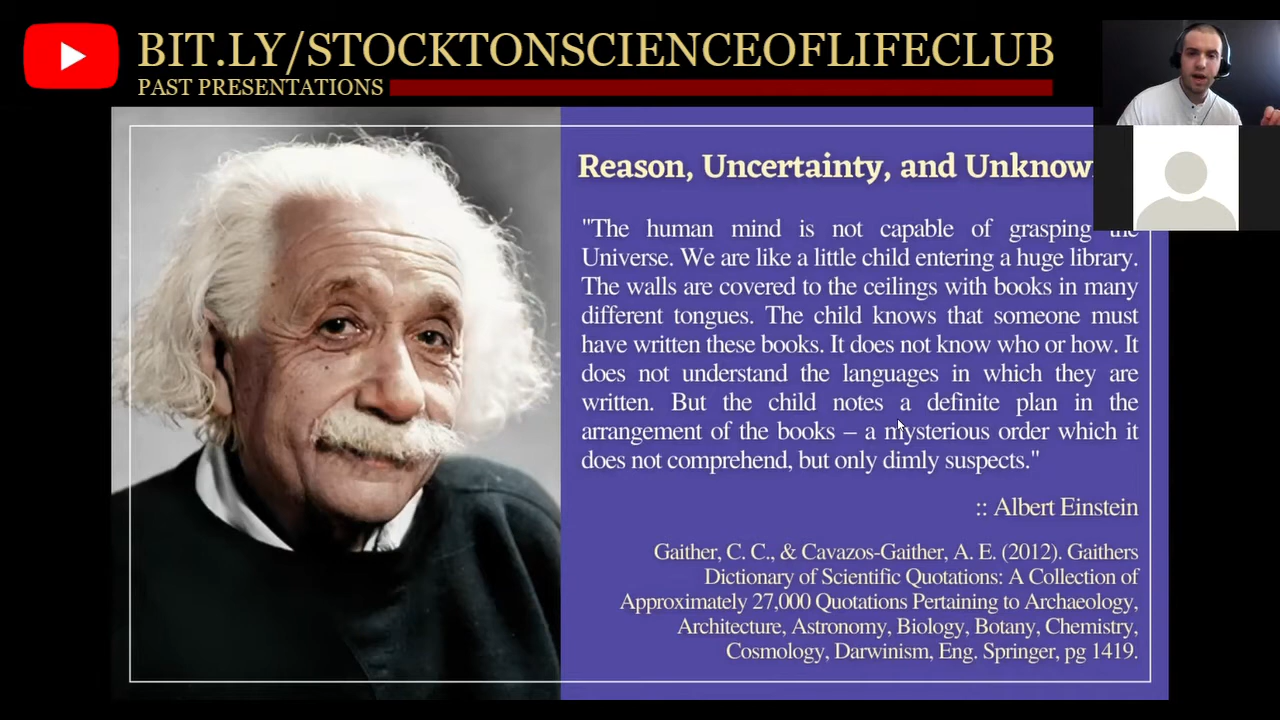 BIT.LY/STOCKTONSCIENCEOFLIFECLUB
PAST PRESENTATIONS
Reason, Uncertainty, and
"The human mind is not capable of grasping the
Universe. We are like a little child entering a huge library.
The walls are covered to the ceilings with books in many
different tongues. The child knows that someone must
have written these books. It does not know who or how. It
does not understand the languages in which they are
written. But the child notes a definite plan in the
arrangement of the books – a mysterious order which it
does not comprehend, but only dimly suspects."
:: Albert Einstein
Gaither, C. C., & Cavazos-Gaither, A. E. (2012). Gaithers
Dictionary of Scientific Quotations: A Collection of
Approximately 27,000 Quotations Pertaining to Archaeology,
Architecture, Astronomy, Biology, Botany, Chemistry,
Cosmology, Darwinism, Eng. Springer, pg 1419.